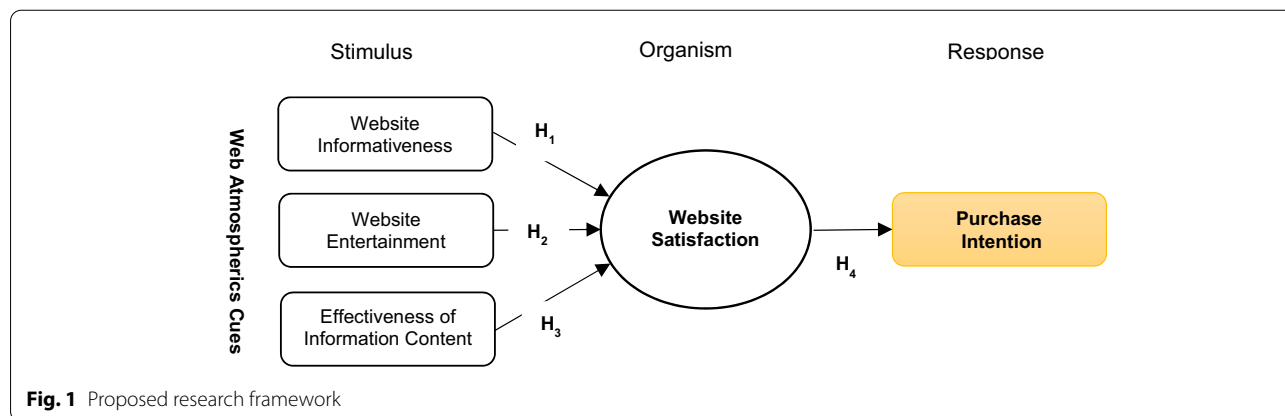 Stimulus
Organism
Response
Web Atmospherics Cues
Website
Informativeness
H1
Website
Entertainment
H2
Effectiveness of
Information Content
H3
Website
Satisfaction
H4
Purchase
Intention
Fig. 1 Proposed research framework